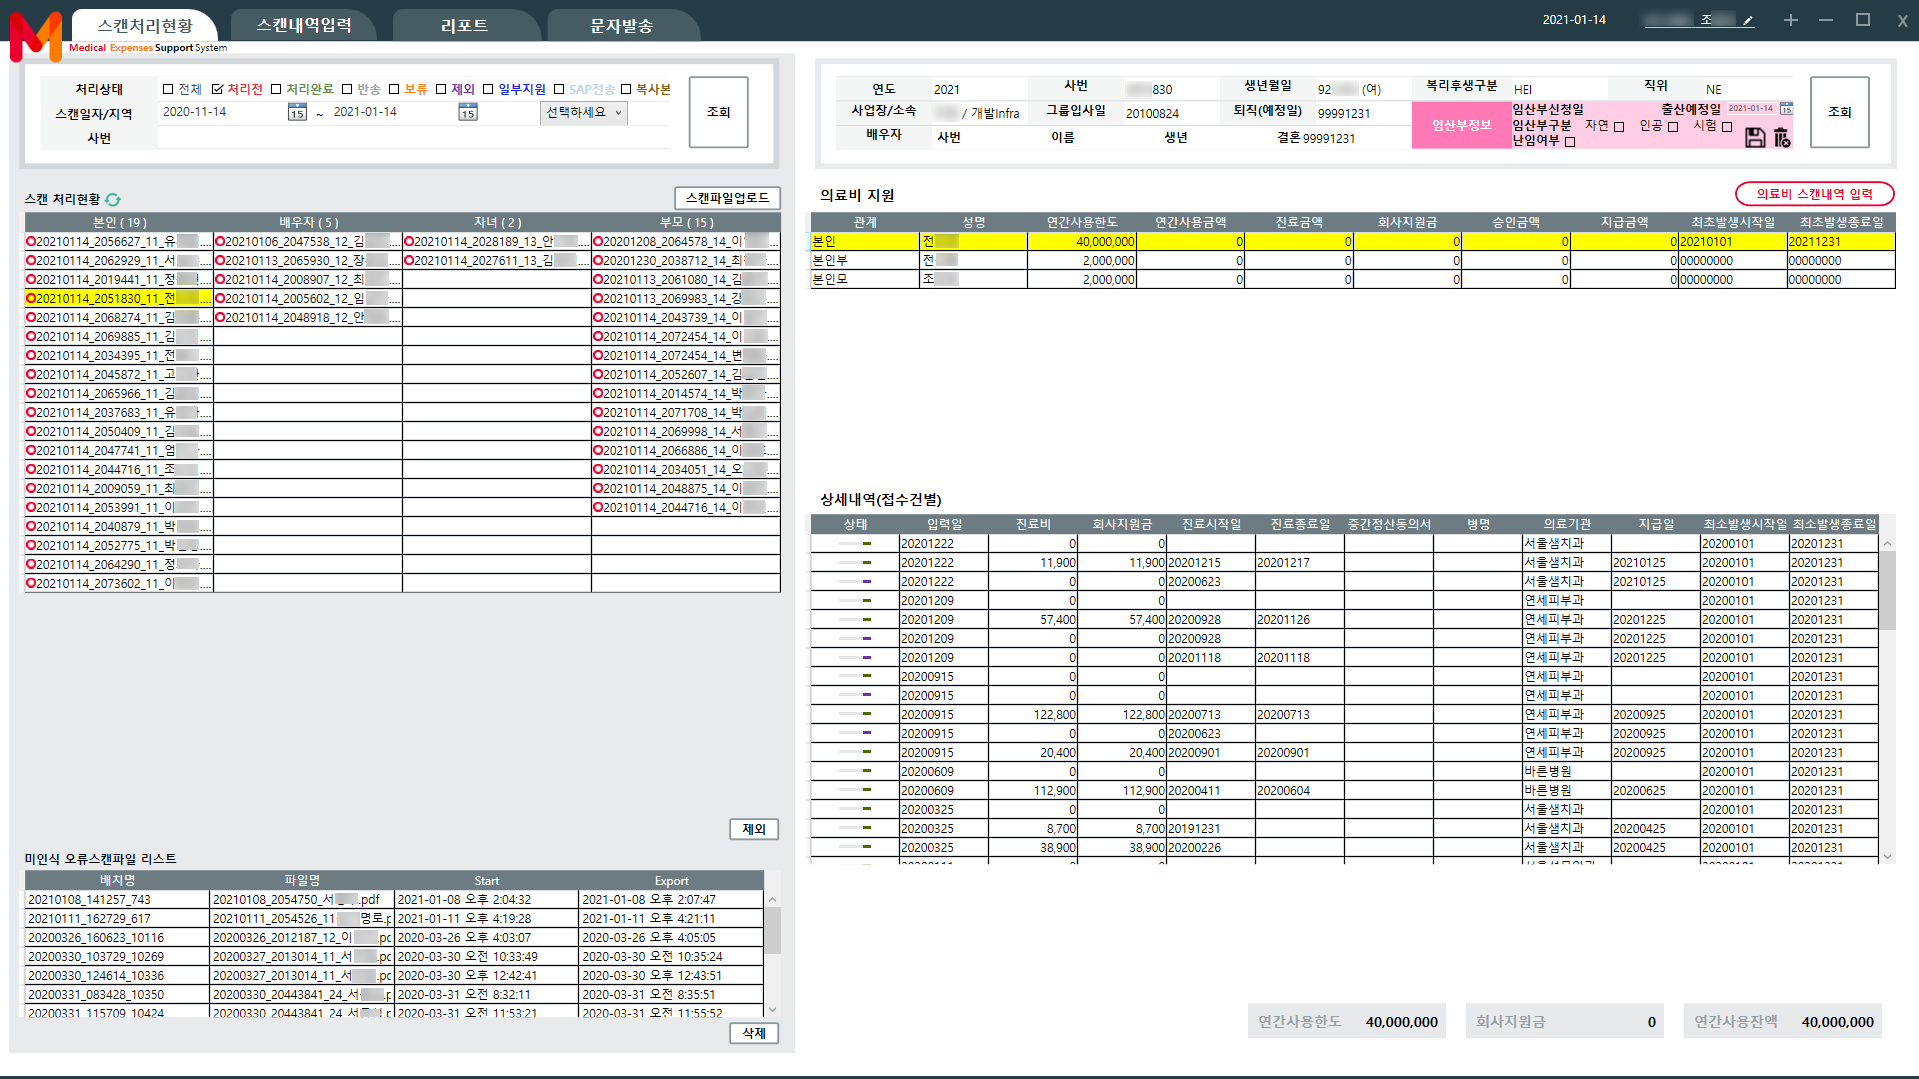 스캔처리현황 스캔내역입력 리포트 문자발송 2021-01-14 조
Medical Expenses Support System
처리상태 전체 처리전 처리완료 반송 보류 제외 일부지원 SAP전송 복사본
스캔일자/지역 2020-11-14 15 ~ 2021-01-14 15 선택하세요 조회
사번
연도 2021 사번 830 생년월일 92 (여) 복리후생구분 HEI 직위 NE
사업장/소속 / 개발Infra 그룹입사일 20100824 퇴직(예정일) 99991231 임산부정보 임산부신청일 출산예정일 2021-01-14 15 조회
임산부구분 자연 인공 시험
배우자 사번 이름 생년 결혼 99991231 난임여부
스캔 처리현황 스캔파일업로드
본인 ( 19 ) 배우자 ( 5 ) 자녀 ( 2 ) 부모 ( 15 )
20210114_2056627_11_유 .... 20210106_2047538_12_김 .... 20210114_2028189_13_안 .... 20201208_2064578_14_이 ....
20210114_2062929_11_서 .... 20210113_2065930_12_장 .... 20210114_2027611_13_김 .... 20201230_2038712_14_최 ....
20210114_2019441_11_정 .... 20210114_2008907_12_최 .... 20210113_2061080_14_김 ....
20210114_2051830_11_전 .... 20210114_2005602_12_임 .... 20210113_2069983_14_강 ....
20210114_2068274_11_김 .... 20210114_2048918_12_안 .... 20210114_2043739_14_이 ....
20210114_2069885_11_김 .... 20210114_2072454_14_이 ....
20210114_2034395_11_전 .... 20210114_2072454_14_변 ....
20210114_2045872_11_고 .... 20210114_2052607_14_김 ....
20210114_2065966_11_김 .... 20210114_2014574_14_박 ....
20210114_2037683_11_유 .... 20210114_2071708_14_박 ....
20210114_2050409_11_김 .... 20210114_2069998_14_서 ....
20210114_2047741_11_엄 .... 20210114_2066886_14_이 ....
20210114_2044716_11_조 .... 20210114_2034051_14_오 ....
20210114_2009059_11_최 .... 20210114_2048875_14_이 ....
20210114_2053991_11_이 .... 20210114_2044716_14_이 ....
20210114_2040879_11_박 ....
20210114_2052775_11_박 ....
20210114_2064290_11_정 ....
20210114_2073602_11_이 ....
제외
미인식 오류스캔파일 리스트
배치명 파일명 Start Export
20210108_141257_743 20210108_2054750_서 .pdf 2021-01-08 오후 2:04:32 2021-01-08 오후 2:07:47
20210111_162729_617 20210111_2054526_11 명로.p 2021-01-11 오후 4:19:28 2021-01-11 오후 4:21:11
20200326_160623_10116 20200326_2012187_12_이 .pc 2020-03-26 오후 4:03:07 2020-03-26 오후 4:05:05
20200330_103729_10269 20200327_2013014_11_서 .pc 2020-03-30 오전 10:33:49 2020-03-30 오전 10:35:24
20200330_124614_10336 20200327_2013014_11_서 .pc 2020-03-30 오후 12:42:41 2020-03-30 오후 12:43:51
20200331_083428_10350 20200330_20443841_24_서 .p 2020-03-31 오전 8:32:11 2020-03-31 오전 8:35:51
20200331_115709_10424 20200330_20443841_24_서 .p 2020-03-31 오전 11:53:21 2020-03-31 오전 11:55:52
삭제
의료비 지원 의료비 스캔내역 입력
관계 성명 연간사용한도 연간사용금액 진료금액 회사지원금 승인금액 지급금액 최초발생시작일 최초발생종료일
본인 전 40,000,000 0 0 0 0 0 20210101 20211231
본인부 전 2,000,000 0 0 0 0 0 00000000 00000000
본인모 조 2,000,000 0 0 0 0 0 00000000 00000000
상세내역(접수건별)
상태 입력일 진료비 회사지원금 진료시작일 진료종료일 중간정산동의서 병명 의료기관 지급일 최소발생시작일 최소발생종료일
20201222 0 0 서울샘치과 20200101 20201231
20201222 11,900 11,900 20201215 20201217 서울샘치과 20210125 20200101 20201231
20201222 0 0 20200623 서울샘치과 20210125 20200101 20201231
20201209 0 0 연세피부과 20200101 20201231
20201209 57,400 57,400 20200928 20201126 연세피부과 20201225 20200101 20201231
20201209 0 0 20200928 연세피부과 20201225 20200101 20201231
20201209 0 0 20201118 20201118 연세피부과 20201225 20200101 20201231
20200915 0 0 연세피부과 20200101 20201231
20200915 0 0 연세피부과 20200101 20201231
20200915 122,800 122,800 20200713 20200713 연세피부과 20200925 20200101 20201231
20200915 0 0 20200623 연세피부과 20200925 20200101 20201231
20200915 20,400 20,400 20200901 20200901 연세피부과 20200925 20200101 20201231
20200609 0 0 바른병원 20200101 20201231
20200609 112,900 112,900 20200411 20200604 바른병원 20200625 20200101 20201231
20200325 0 0 서울샘치과 20200101 20201231
20200325 8,700 8,700 20191231 서울샘치과 20200425 20200101 20201231
20200325 38,900 38,900 20200226 서울샘치과 20200425 20200101 20201231
연간사용한도 40,000,000 회사지원금 0 연간사용잔액 40,000,000